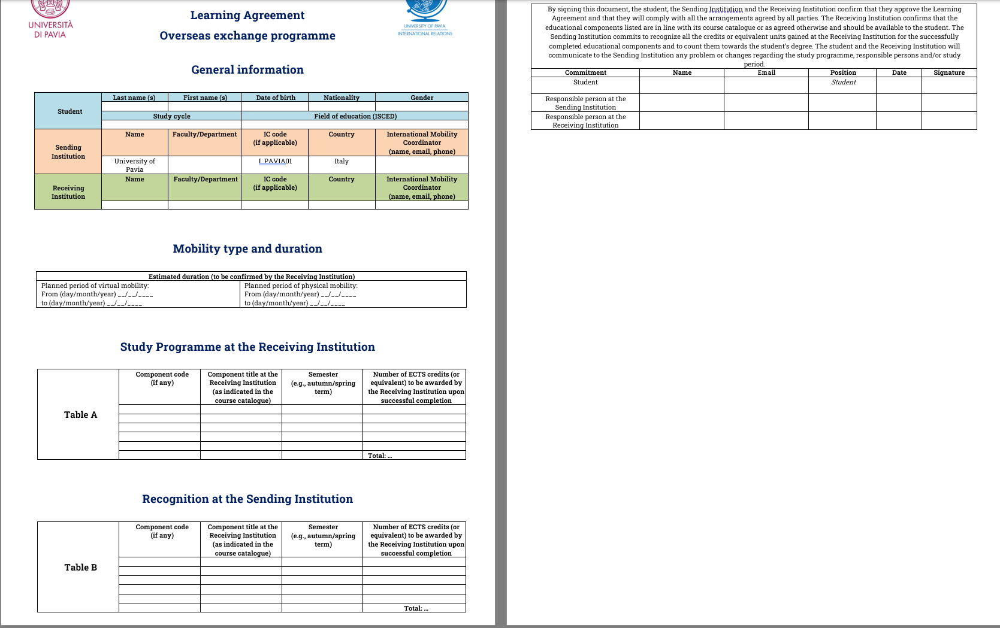 UNIVERSITÀ
DI PAVIA
Learning Agreement
Overseas exchange programme
UNIVERSITY OF PAVIA
INTERNATIONAL RELATIONS
General information
Student
Last name (s) First name (s) Date of birth Nationality Gender
Study cycle Field of education (ISCED)
Sending
Institution
Name Faculty/Department IC code
(if applicable)
Country International Mobility
Coordinator
(name, email, phone)
University of
Pavia
I PAVIA01 Italy
Receiving
Institution
Name Faculty/Department IC code
(if applicable)
Country International Mobility
Coordinator
(name, email, phone)
Mobility type and duration
Estimated duration (to be confirmed by the Receiving Institution)
Planned period of virtual mobility:
From (day/month/year) __/__/____
to (day/month/year) __/__/____
Planned period of physical mobility:
From (day/month/year) __/__/____
to (day/month/year) __/__/____
Study Programme at the Receiving Institution
Table A
Component code
(if any)
Component title at the
Receiving Institution
(as indicated in the
course catalogue)
Semester
(e.g., autumn/spring
term)
Number of ECTS credits (or
equivalent) to be awarded by
the Receiving Institution upon
successful completion
Total: ...
Recognition at the Sending Institution
Table B
Component code
(if any)
Component title at the
Receiving Institution
(as indicated in the
course catalogue)
Semester
(e.g., autumn/spring
term)
Number of ECTS credits (or
equivalent) to be awarded by
the Receiving Institution upon
successful completion
Total: ...
By signing this document, the student, the Sending Institution and the Receiving Institution confirm that they approve the Learning
Agreement and that they will comply with all the arrangements agreed by all parties. The Receiving Institution confirms that the
educational components listed are in line with its course catalogue or as agreed otherwise and should be available to the student. The
Sending Institution commits to recognize all the credits or equivalent units gained at the Receiving Institution for the successfully
completed educational components and to count them towards the student's degree. The student and the Receiving Institution will
communicate to the Sending Institution any problem or changes regarding the study programme, responsible persons and/or study
period.
Commitment Name Email Position Date Signature
Student Student
Responsible person at the
Sending Institution
Responsible person at the
Receiving Institution